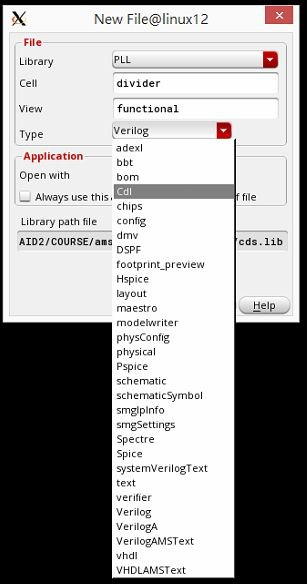 New File@linux12
File
Library
PLL
Cell
divider
View
functional
Type
Verilog
adexl
bbt
bom
Cdl
chips
config
dmv
DSPF
footprint_preview
Hspice
layout
maestro
modelwriter
physConfig
physical
Pspice
schematic
schematicSymbol
smgIpInfo
smgSettings
Spectre
Spice
systemVerilogText
text
verifier
Verilog
VerilogA
VerilogAMSText
vhdl
VHDLAMSText
Application
Open with
Always use this a
f file
Library path file
AID2/COURSE/ams
/cds.lib
Help